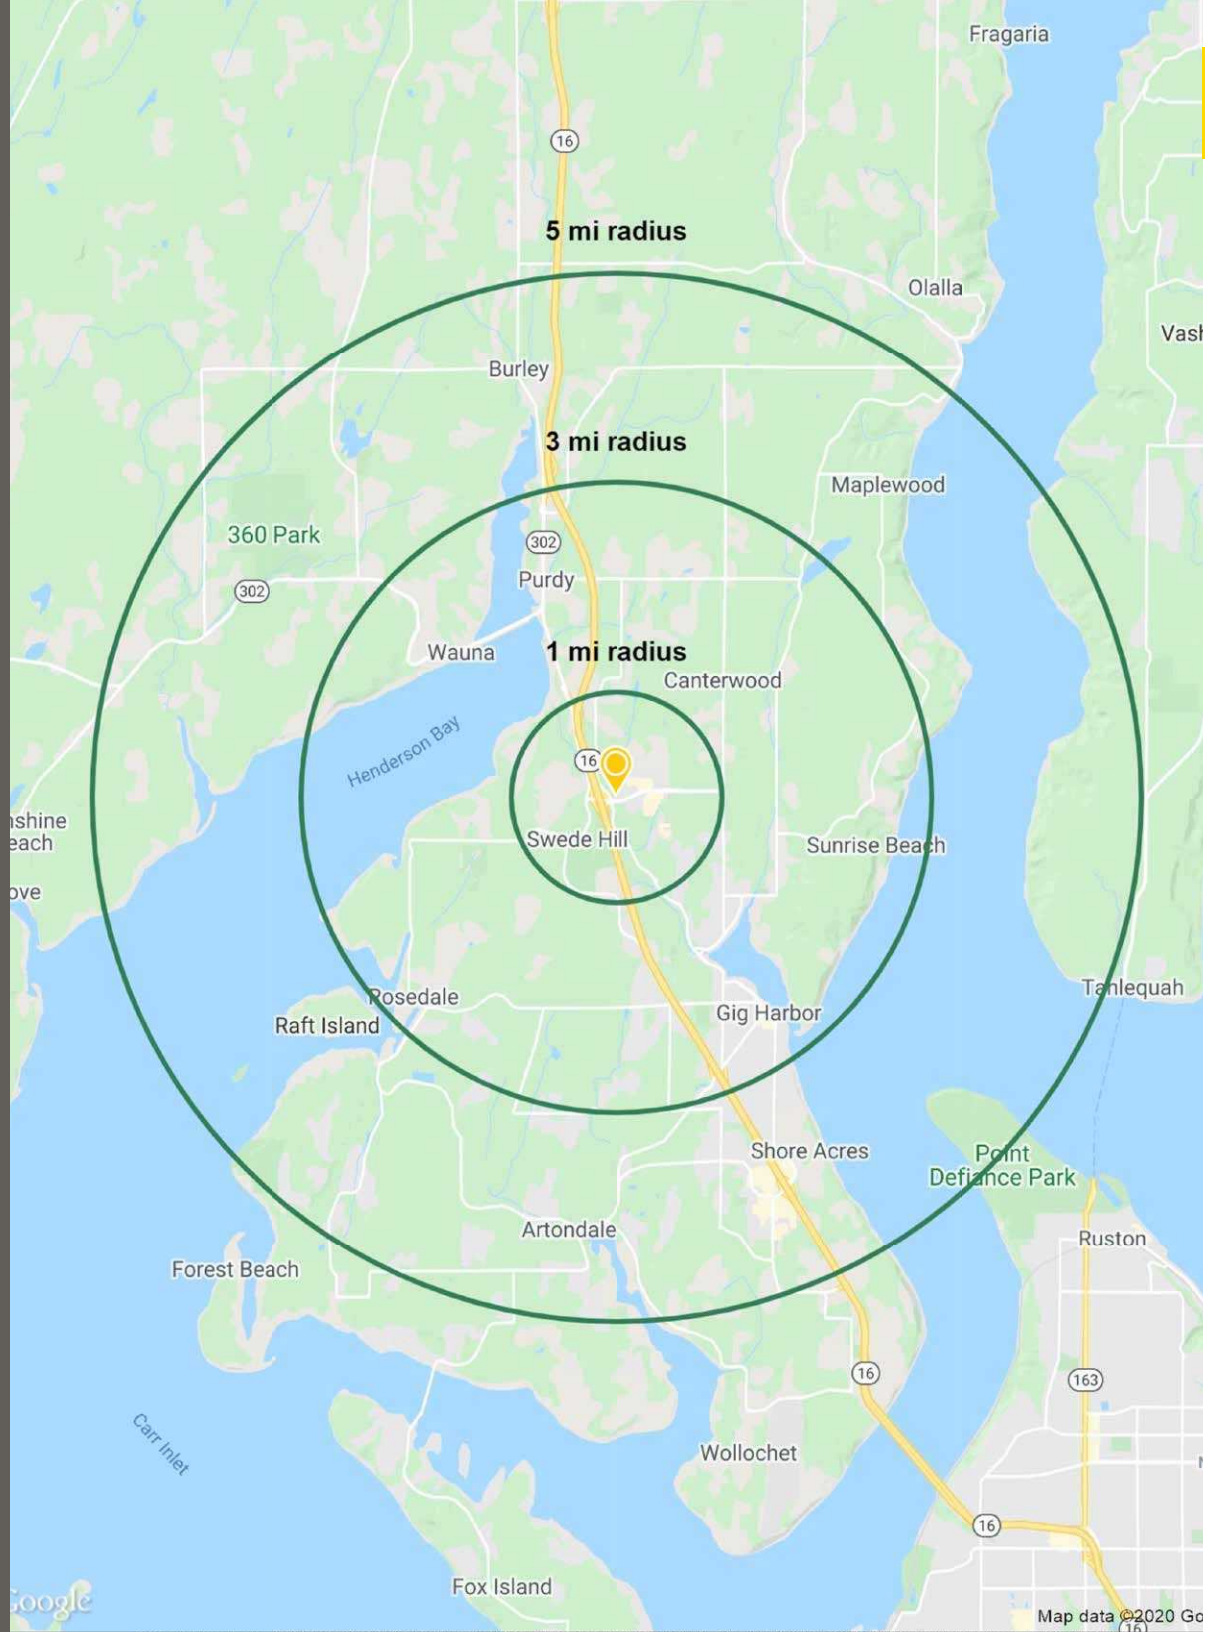 Fragaria
16
5 mi radius
Olalla
Vash
Burley
3 mi radius
Maplewood
360 Park
302
302
Purdy
Wauna
1 mi radius
Canterwood
Henderson Bay
16
nshine
each
Swede Hill
Sunrise Beach
ove
Rosedale
Tahlequah
Raft Island
Gig Harbor
Shore Acres
Point
Defiance Park
Artondale
Ruston
Forest Beach
16
163
Carr Inlet
Wollochet
16
Fox Island
Google
Map data ©2020 Go
16